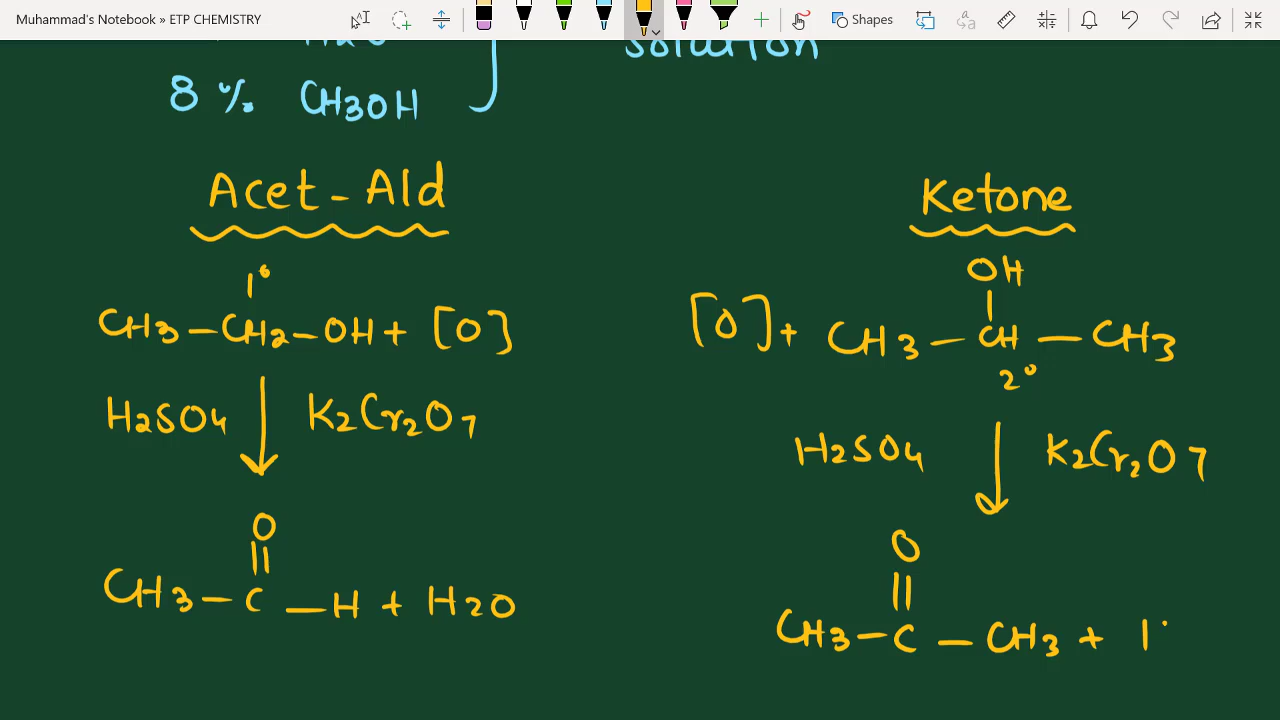 Muhammad's Notebook » ETP CHEMISTRY
Shapes
solution
8 % CH3OH
Acet-Ald
1°
CH3-CH2-OH+ [O]
H2SO4 K2Cr2O7
O
CH3-C-H + H2O
Ketone
OH
[O]+ CH3-CH-CH3
2°
H2SO4 K2Cr2O7
O
CH3-C-CH3 +